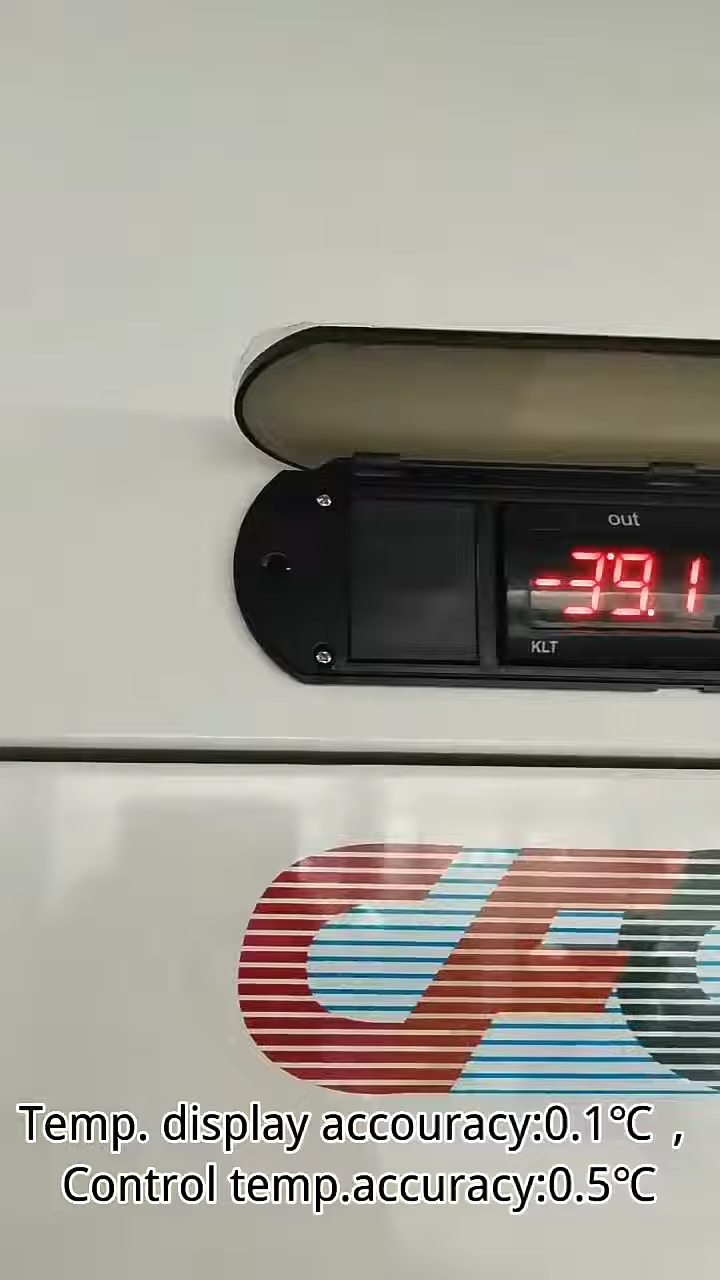 out
-39.1
KLT
Temp. display accouracy:0.1℃ ,
Control temp.accuracy:0.5℃